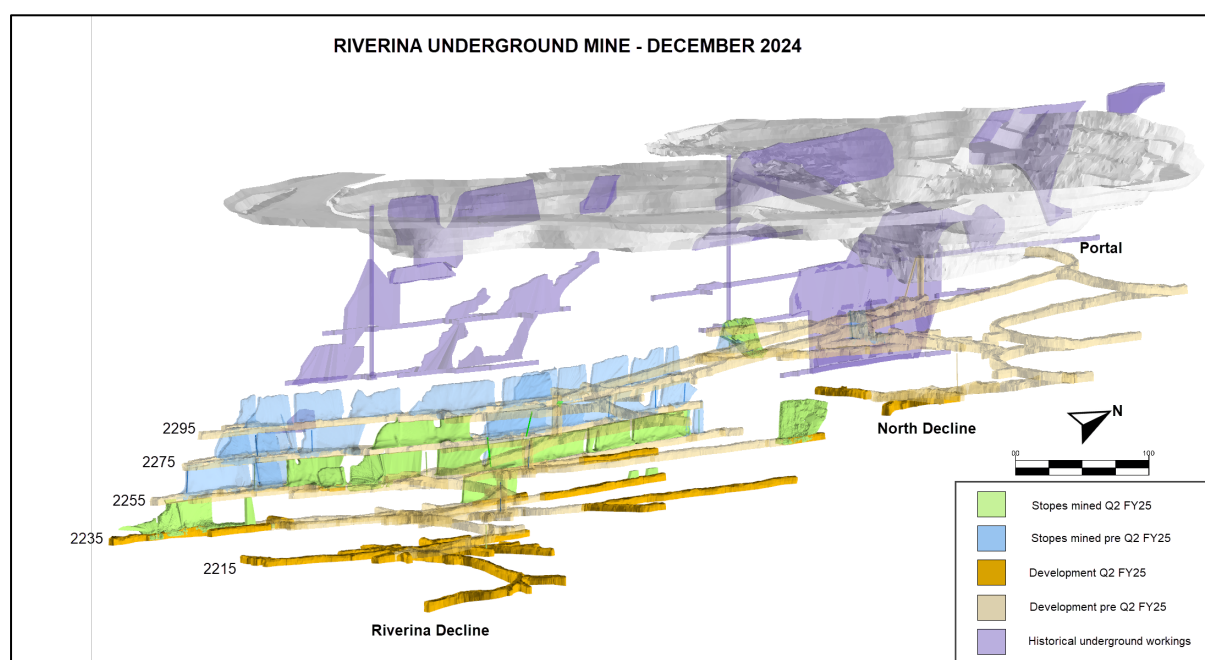 RIVERINA UNDERGROUND MINE - DECEMBER 2024
Portal
North Decline
N
00 100
2295
2275
2255
2235
2215
Riverina Decline
Stopes mined Q2 FY25
Stopes mined pre Q2 FY25
Development Q2 FY25
Development pre Q2 FY25
Historical underground workings